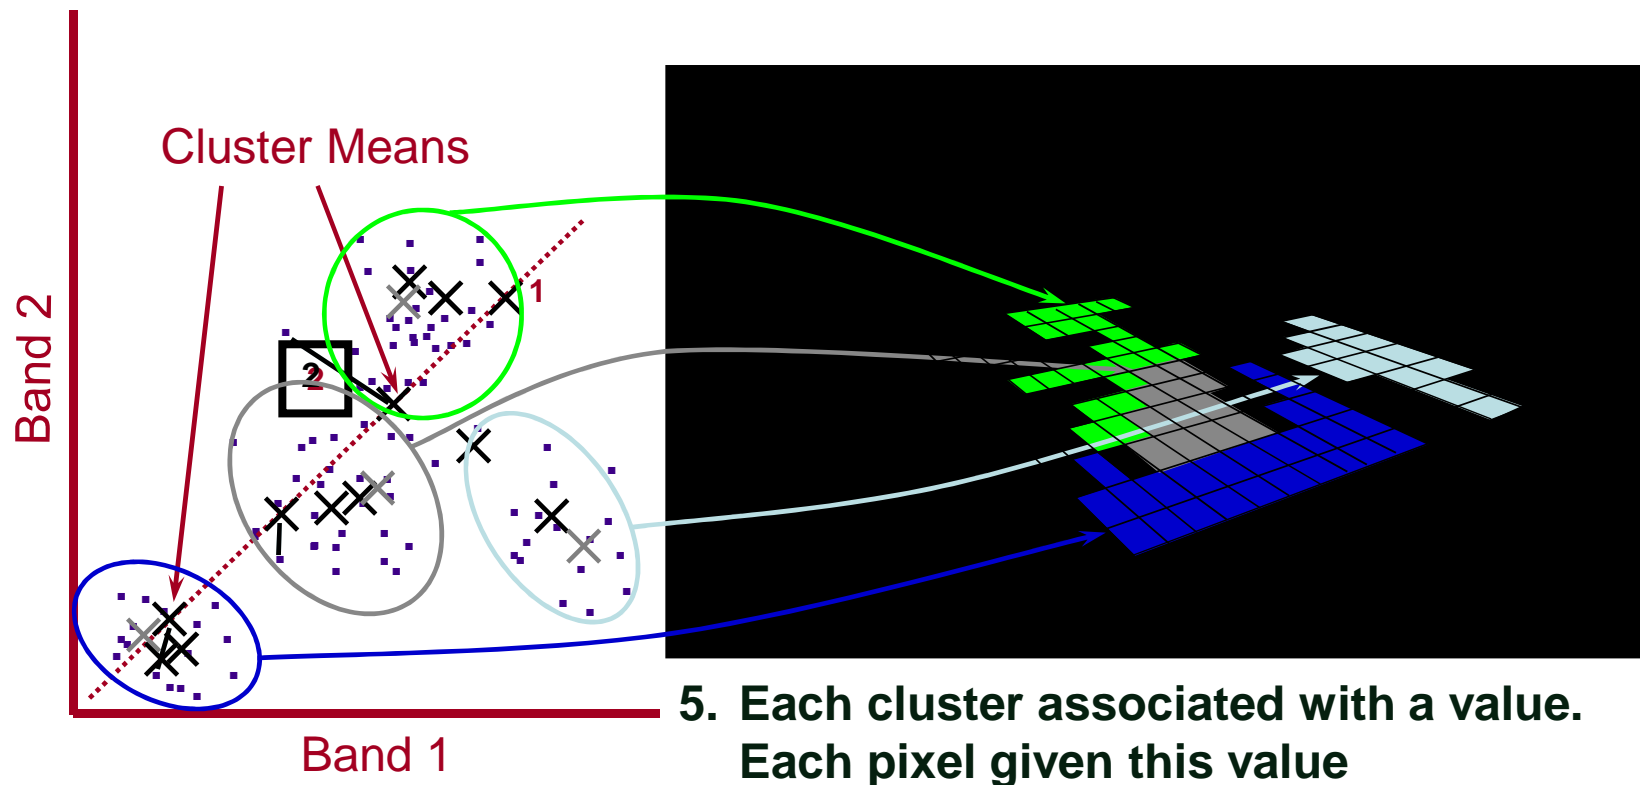 Cluster Means
1
2
Band 2
Band 1
5. Each cluster associated with a value.
Each pixel given this value